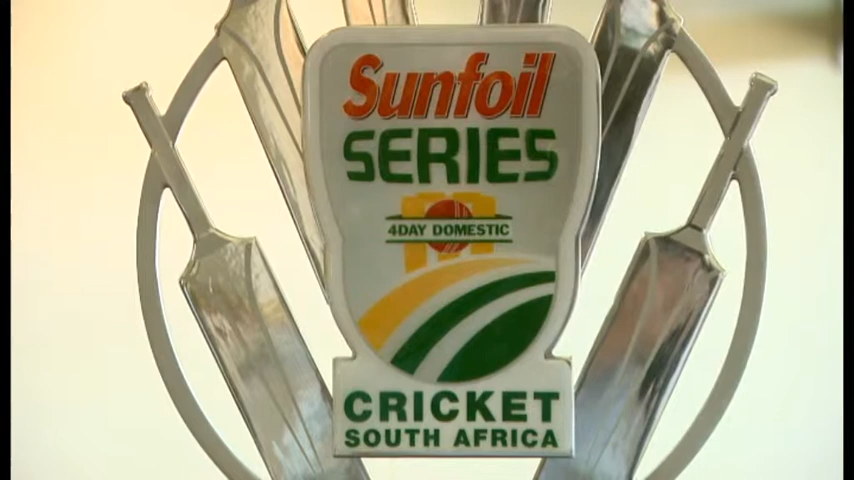 Sunfoil
SERIES
4DAY DOMESTIC
CRICKET
SOUTH AFRICA